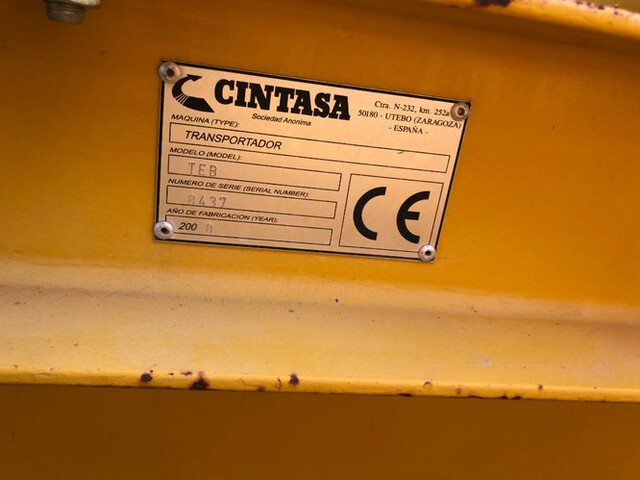 CINTASA
Sociedad Anonima
Ctra. N-232, km. 252a
50180 - UTEBO (ZARAGOZA)
- ESPAÑA -
MAQUINA (TYPE):
TRANSPORTADOR
MODELO (MODEL):
TEB
NUMERO DE SERIE (SERIAL NUMBER):
8437
AÑO DE FABRICACION (YEAR):
200 8
CE